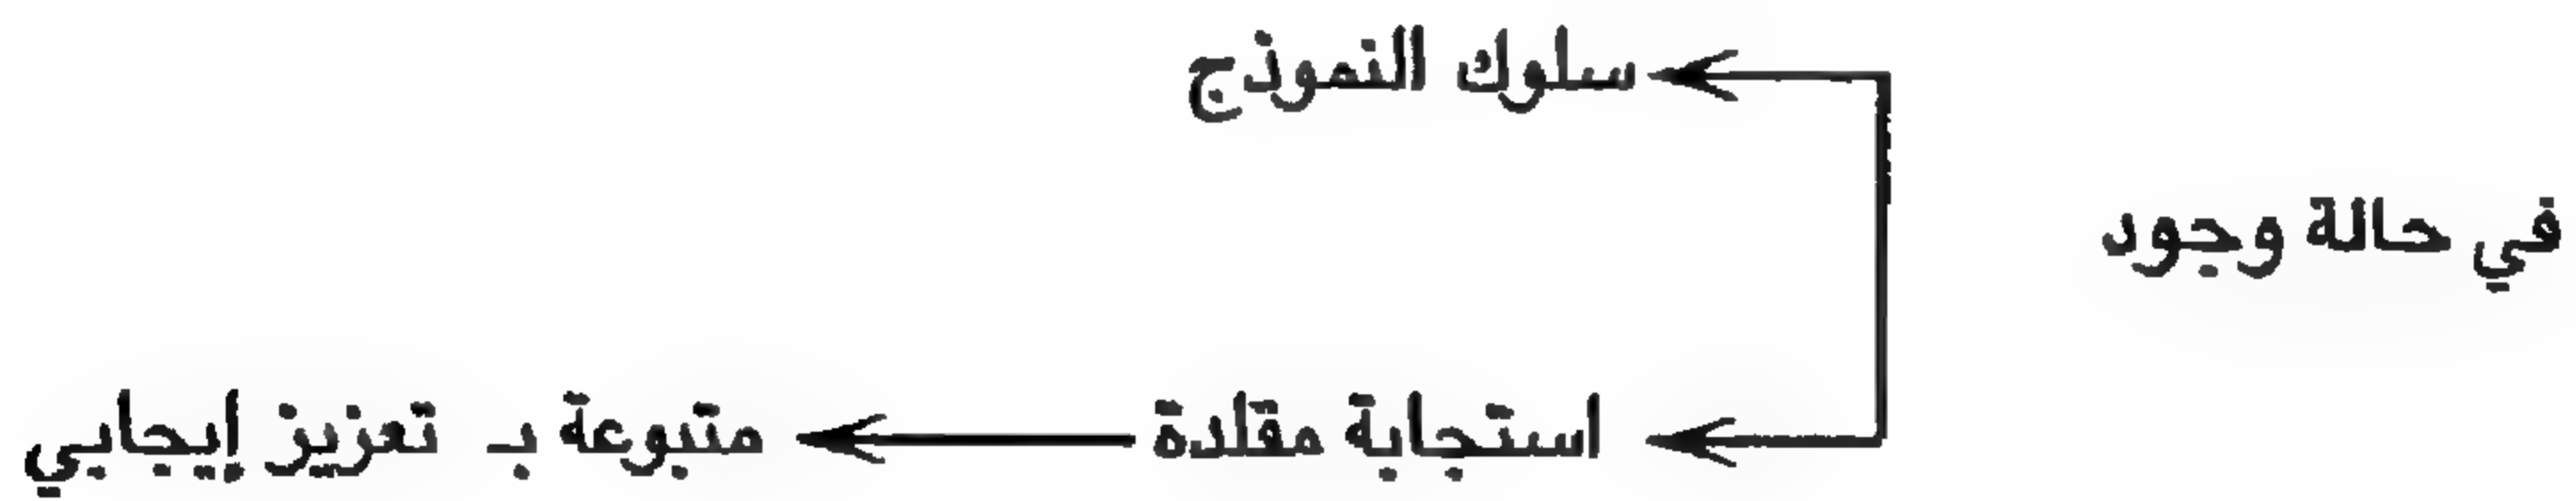 سلوك النموذج
في حالة وجود
استجابة مقلدة متبوعة بـ تعزيز إيجابي